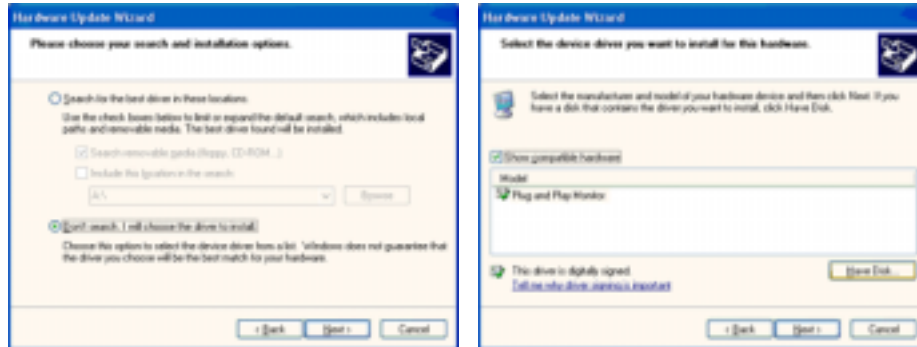 Hardware Update Wizard
Please choose your search and installation options.
Search for the best driver in these locations.
Use the check boxes below to limit or expand the default search, which includes local
paths and removable media. The best driver found will be installed.
Search removable media (floppy, CD-ROM...)
Include this location in the search:
A:\
Browse
Don't search. I will choose the driver to install.
Choose this option to select the device driver from a list. Windows does not guarantee that
the driver you choose will be the best match for your hardware.
< Back
Next >
Cancel
Hardware Update Wizard
Select the device driver you want to install for this hardware.
Select the manufacturer and model of your hardware device and then click Next. If you
have a disk that contains the driver you want to install, click Have Disk.
Show compatible hardware
Model
Plug and Play Monitor
This driver is digitally signed.
Tell me why driver signing is important
Have Disk...
< Back
Next >
Cancel